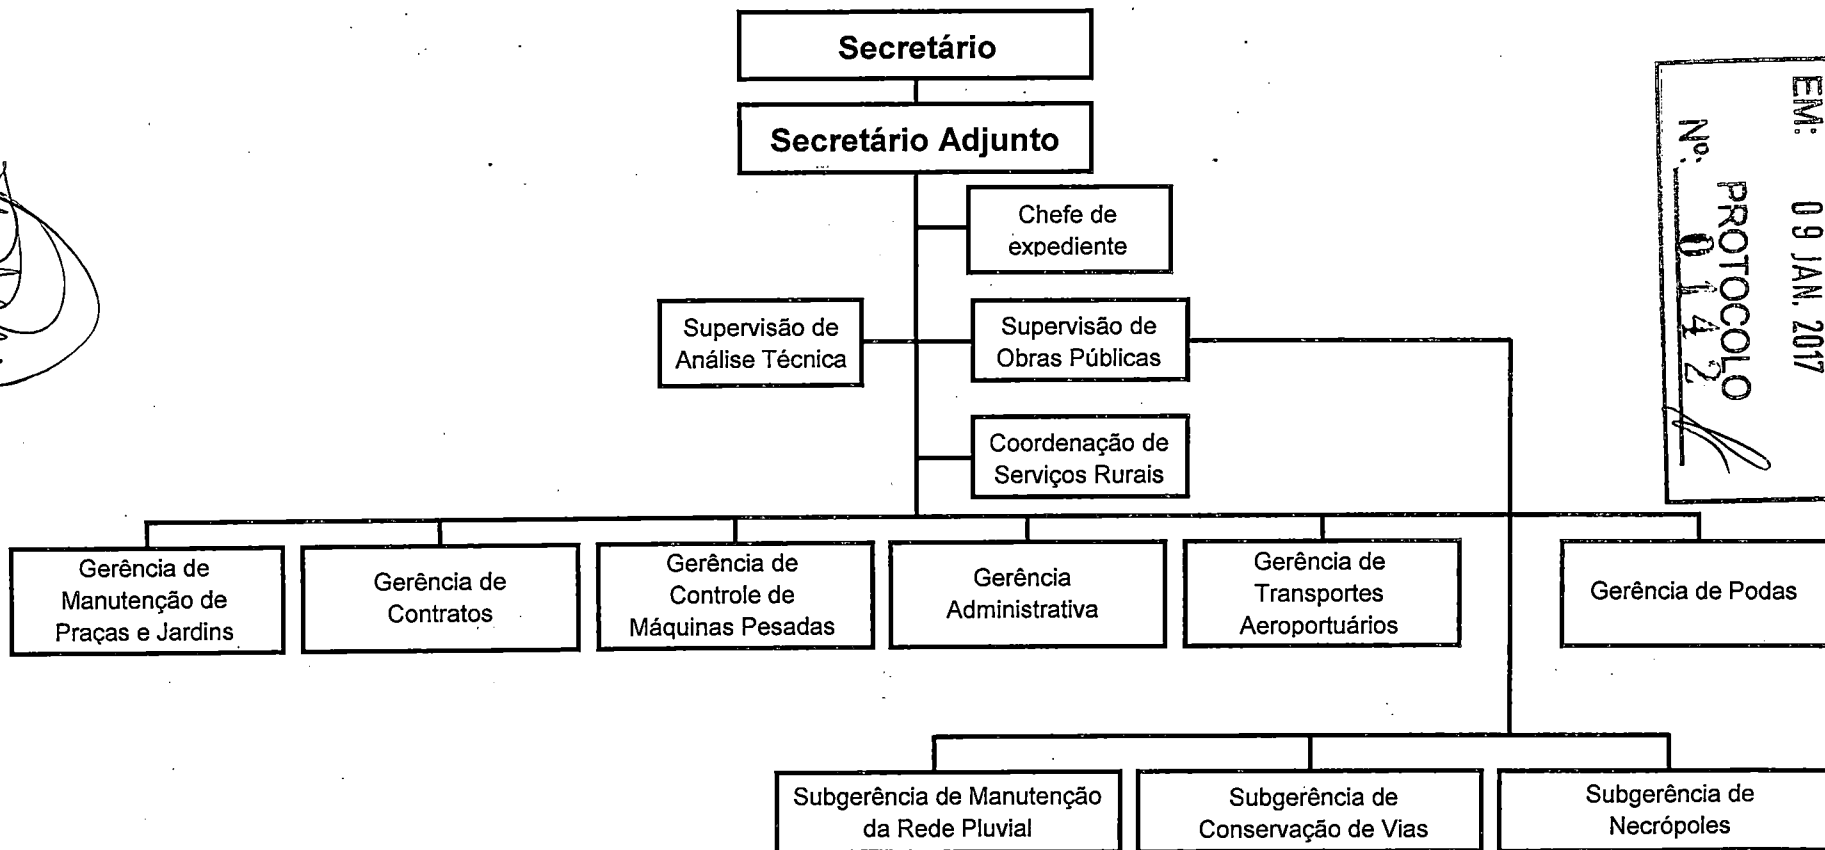 Secretário
Secretário Adjunto
Chefe de
expediente
Supervisão de
Análise Técnica
Supervisão de
Obras Públicas
Coordenação de
Serviços Rurais
Gerência de
Manutenção de
Praças e Jardins
Gerência de
Contratos
Gerência de
Controle de
Máquinas Pesadas
Gerência
Administrativa
Gerência de
Transportes
Aeroportuários
Gerência de Podas
Subgerência de Manutenção
da Rede Pluvial
Subgerência de
Conservação de Vias
Subgerência de
Necrópoles
EM: 09 JAN. 2017
PROTOCOLO
Nº: 0142